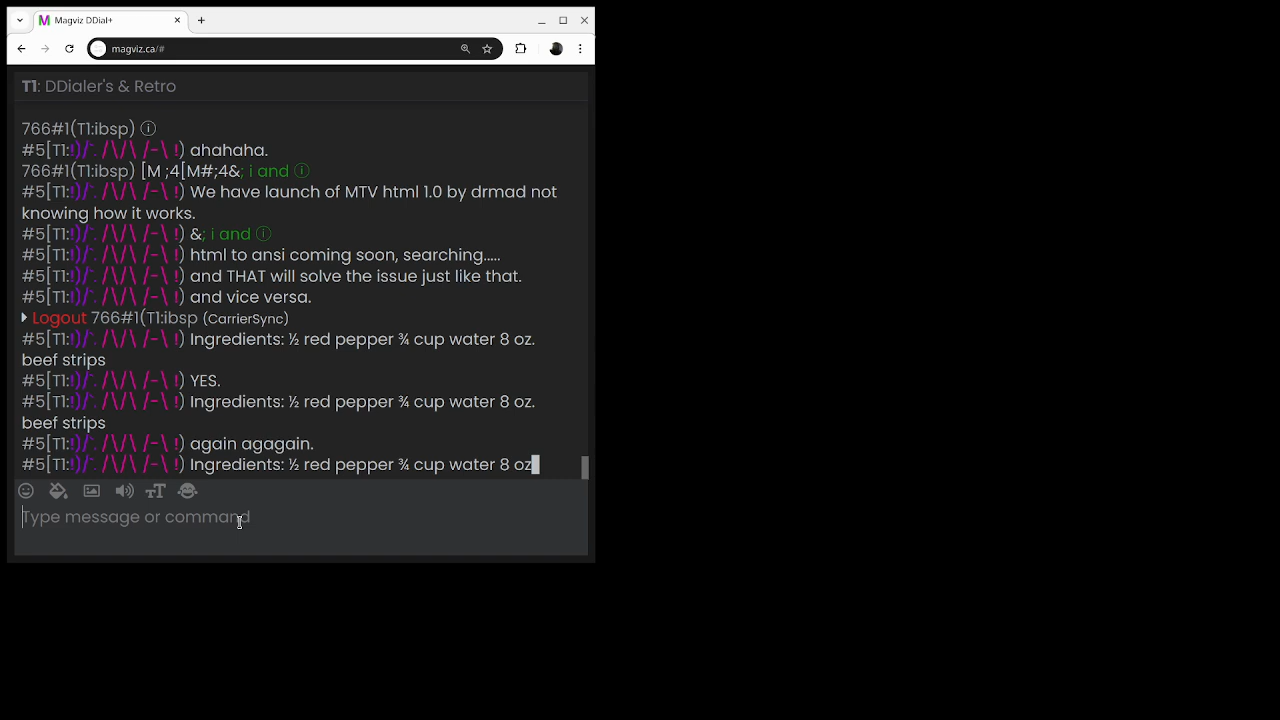 Magviz DDial+
magviz.ca/#
T1: DDialer's & Retro
766#1(T1:ibsp) ⓘ
#5[T1:!)/^. /\/\ /-\ !) ahahaha.
766#1(T1:ibsp) [M ;4[M#;4&; i and ⓘ
#5[T1:!)/^. /\/\ /-\ !) We have launch of MTV html 1.0 by drmad not
knowing how it works.
#5[T1:!)/^. /\/\ /-\ !) &; i and ⓘ
#5[T1:!)/^. /\/\ /-\ !) html to ansi coming soon, searching.....
#5[T1:!)/^. /\/\ /-\ !) and THAT will solve the issue just like that.
#5[T1:!)/^. /\/\ /-\ !) and vice versa.
Logout 766#1(T1:ibsp (CarrierSync)
#5[T1:!)/^. /\/\ /-\ !) Ingredients: ½ red pepper ¾ cup water 8 oz.
beef strips
#5[T1:!)/^. /\/\ /-\ !) YES.
#5[T1:!)/^. /\/\ /-\ !) Ingredients: ½ red pepper ¾ cup water 8 oz.
beef strips
#5[T1:!)/^. /\/\ /-\ !) again agagain.
#5[T1:!)/^. /\/\ /-\ !) Ingredients: ½ red pepper ¾ cup water 8 oz
Type message or command